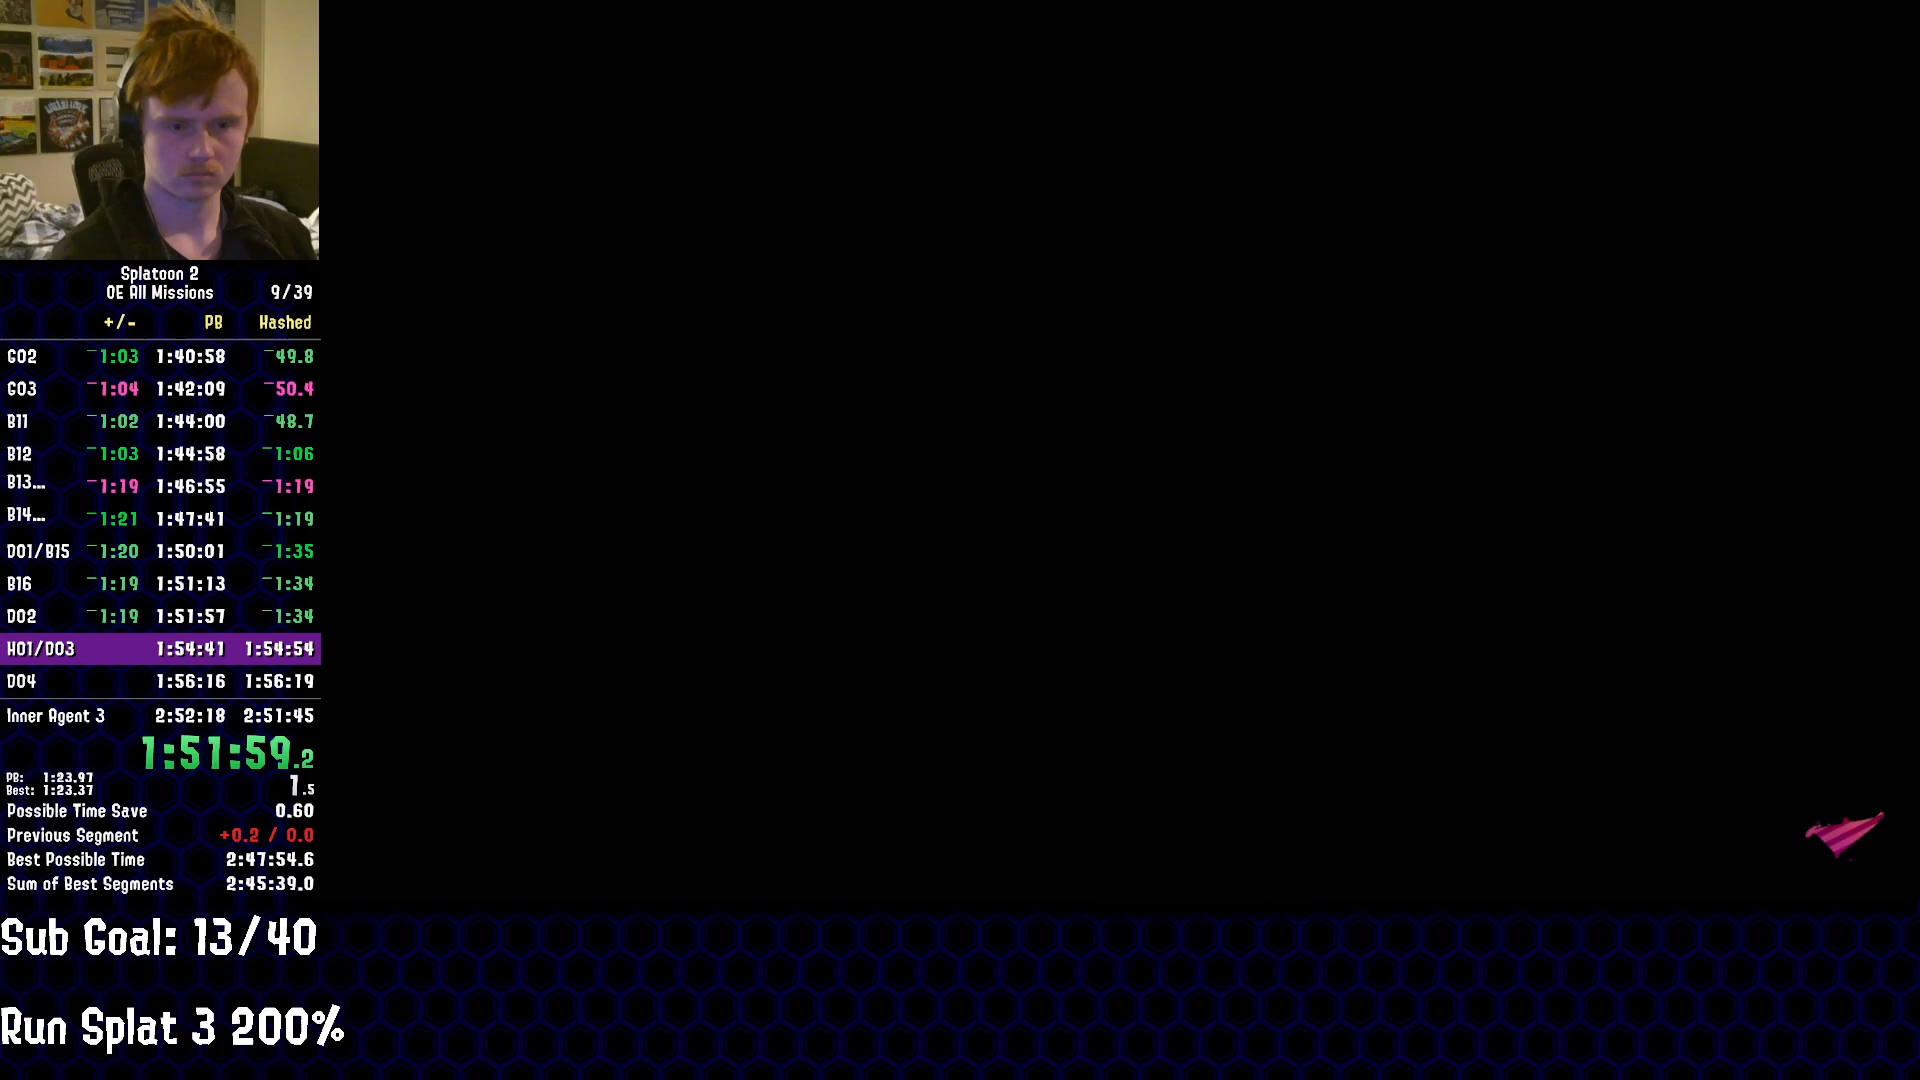 Splatoon 2
OE All Missions 9/39
+/- PB Hashed
G02 -1:03 1:40:58 -49.8
G03 -1:04 1:42:09 -50.4
B11 -1:02 1:44:00 -48.7
B12 -1:03 1:44:58 -1:06
B13... -1:19 1:46:55 -1:19
B14... -1:21 1:47:41 -1:19
D01/B15 -1:20 1:50:01 -1:35
B16 -1:19 1:51:13 -1:34
D02 -1:19 1:51:57 -1:34
H01/D03 1:54:41 1:54:54
D04 1:56:16 1:56:19
Inner Agent 3 2:52:18 2:51:45
1:51:59.2
PB: 1:23.97
Best: 1:23.37 1.5
Possible Time Save 0.60
Previous Segment +0.2 / 0.0
Best Possible Time 2:47:54.6
Sum of Best Segments 2:45:39.0
Sub Goal: 13/40
Run Splat 3 200%